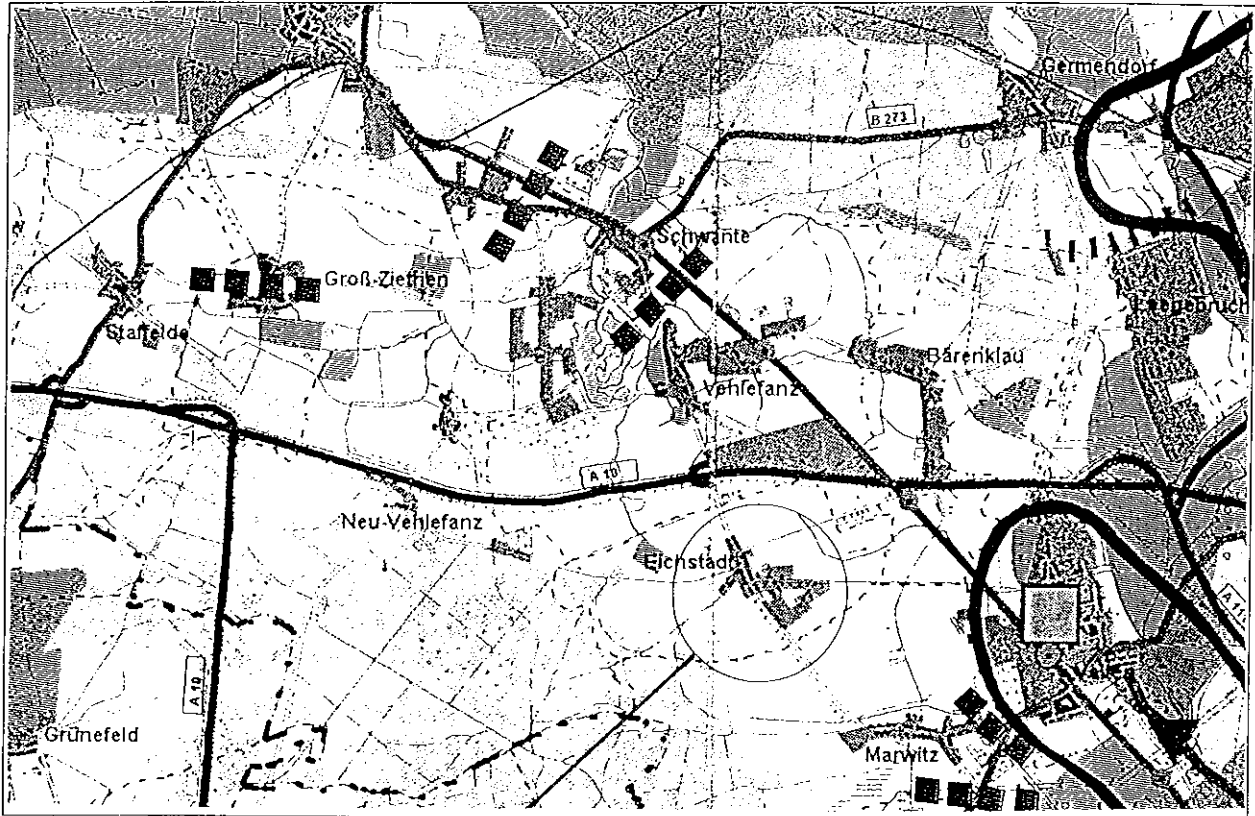 Germendorf
B 273
Schwante
Groß-Ziethen
Staffelde
Bärenklau
Vehlefanz
A 10
Neu-Vehlefanz
Eichstädt
A 10
Grünefeld
Marwitz